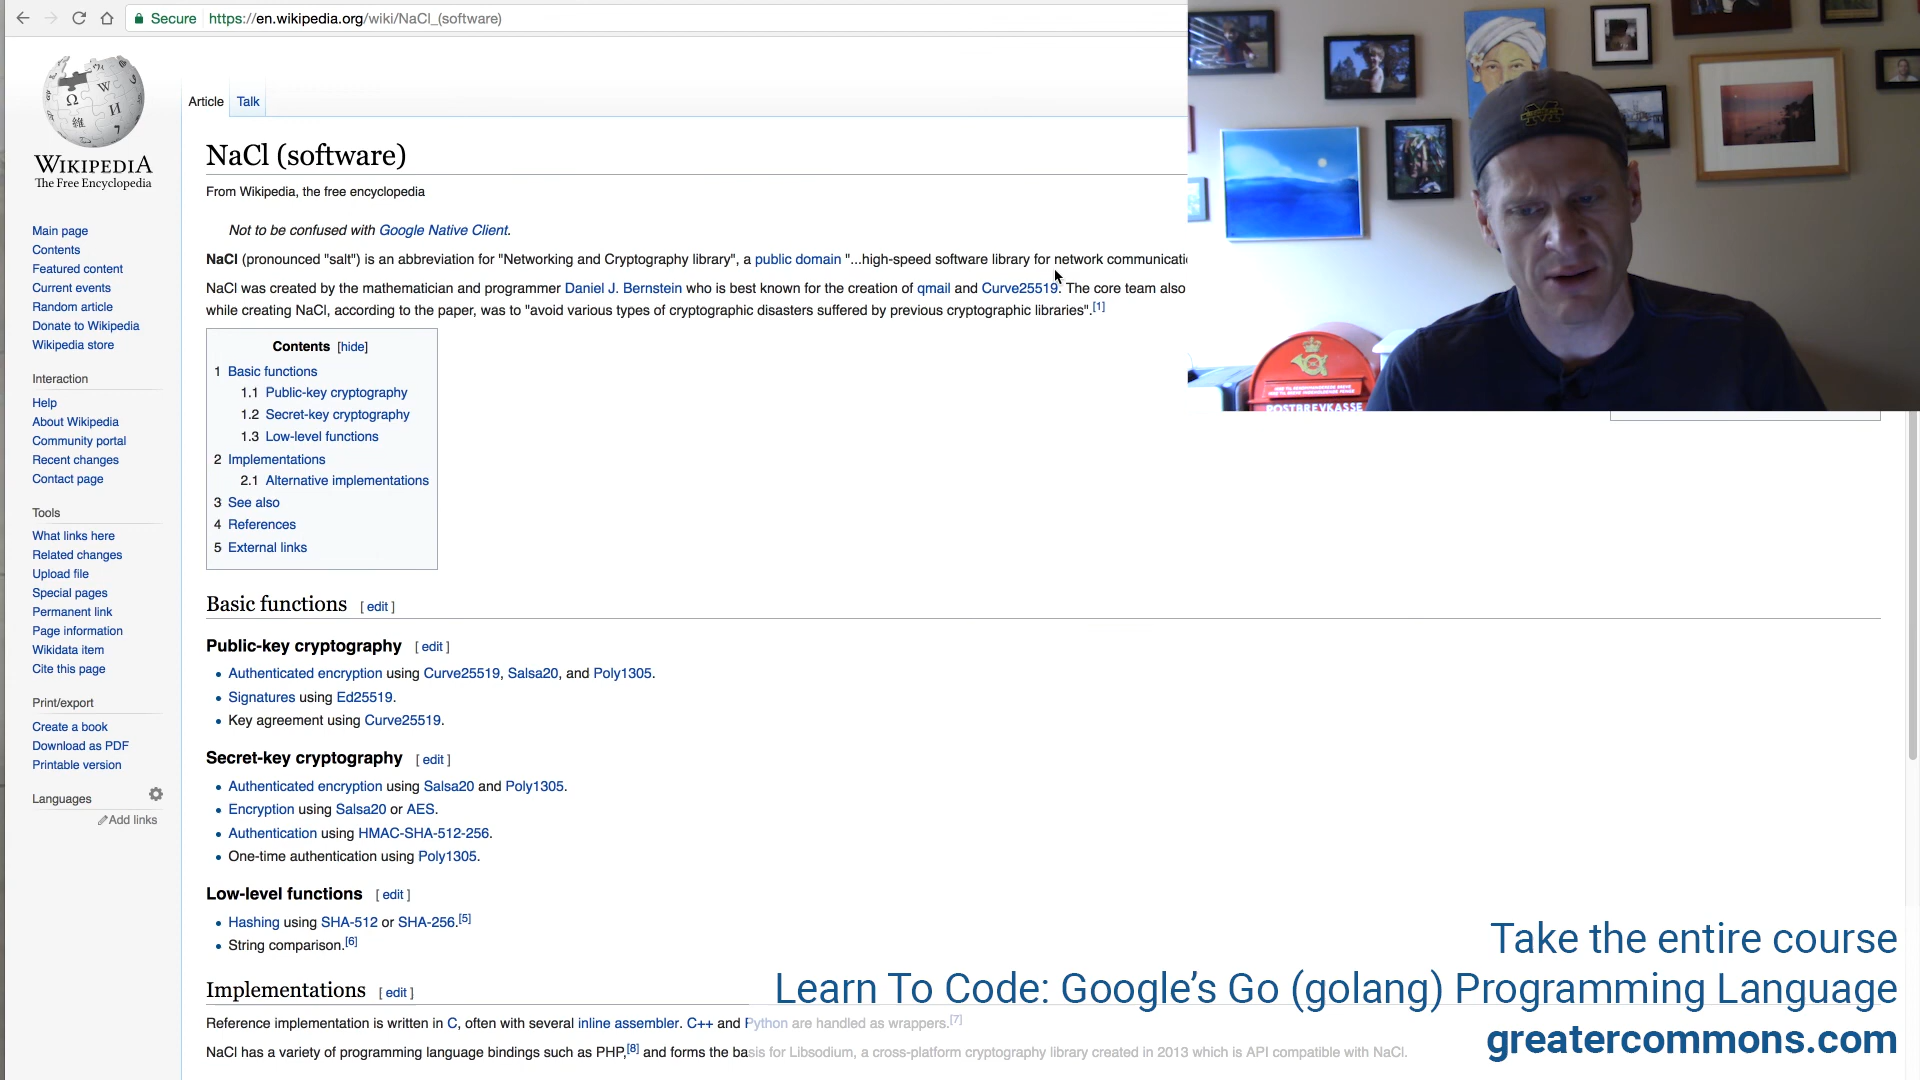 Secure https://en.wikipedia.org/wiki/NaCl_(software)
WIKIPEDIA
The Free Encyclopedia
Main page
Contents
Featured content
Current events
Random article
Donate to Wikipedia
Wikipedia store
Interaction
Help
About Wikipedia
Community portal
Recent changes
Contact page
Tools
What links here
Related changes
Upload file
Special pages
Permanent link
Page information
Wikidata item
Cite this page
Print/export
Create a book
Download as PDF
Printable version
Languages
Add links
Article Talk
NaCl (software)
From Wikipedia, the free encyclopedia
Not to be confused with Google Native Client.
NaCl (pronounced "salt") is an abbreviation for "Networking and Cryptography library", a public domain "...high-speed software library for network communicati
NaCl was created by the mathematician and programmer Daniel J. Bernstein who is best known for the creation of qmail and Curve25519. The core team also
while creating NaCl, according to the paper, was to "avoid various types of cryptographic disasters suffered by previous cryptographic libraries".[1]
Contents [hide]
1 Basic functions
1.1 Public-key cryptography
1.2 Secret-key cryptography
1.3 Low-level functions
2 Implementations
2.1 Alternative implementations
3 See also
4 References
5 External links
Basic functions [ edit ]
Public-key cryptography [ edit ]
• Authenticated encryption using Curve25519, Salsa20, and Poly1305.
• Signatures using Ed25519.
• Key agreement using Curve25519.
Secret-key cryptography [ edit ]
• Authenticated encryption using Salsa20 and Poly1305.
• Encryption using Salsa20 or AES.
• Authentication using HMAC-SHA-512-256.
• One-time authentication using Poly1305.
Low-level functions [ edit ]
• Hashing using SHA-512 or SHA-256.[5]
• String comparison.[6]
Implementations [ edit ]
Reference implementation is written in C, often with several inline assembler. C++ and Python are handled as wrappers.[7]
NaCl has a variety of programming language bindings such as PHP,[8] and forms the basis for Libsodium, a cross-platform cryptography library created in 2013 which is API compatible with NaCl.
POSTBREVKASSE
Take the entire course
Learn To Code: Google's Go (golang) Programming Language
greatercommons.com